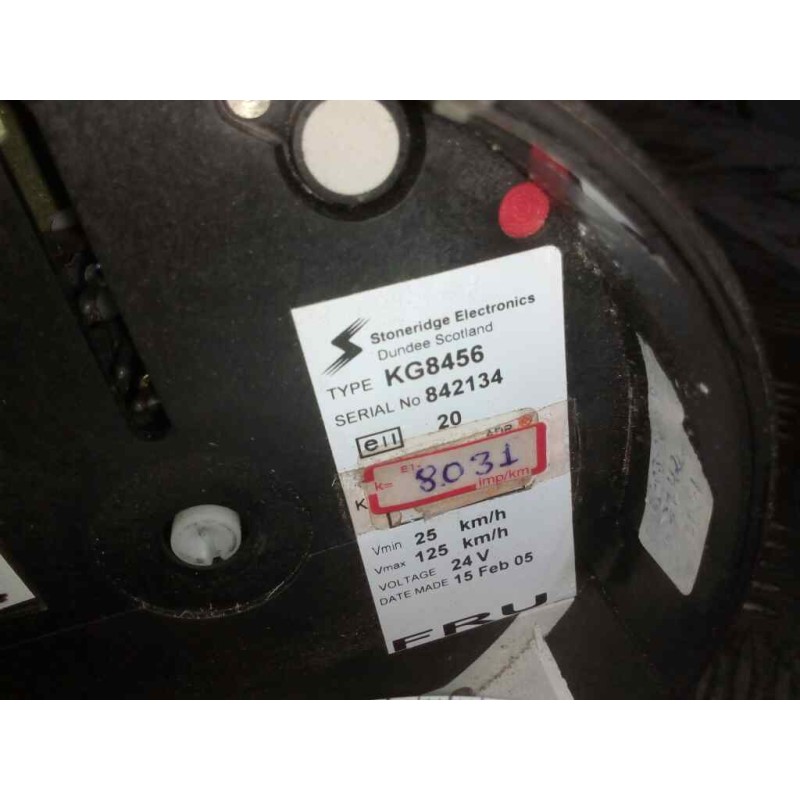 Stoneridge Electronics
Dundee Scotland
TYPE KG8456
SERIAL No 842134
e11 20
E1-
k= 8031 imp/km
K
Vmin 25 km/h
Vmax 125 km/h
VOLTAGE 24 V
DATE MADE 15 Feb 05
FRU